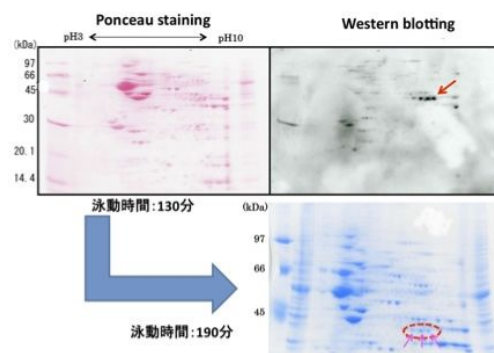 Ponceau staining
Western blotting
pH3
pH10
(kDa)
97
66
45
30
20.1
14.4
泳動時間:130分
(kDa)
97
66
45
泳動時間:190分